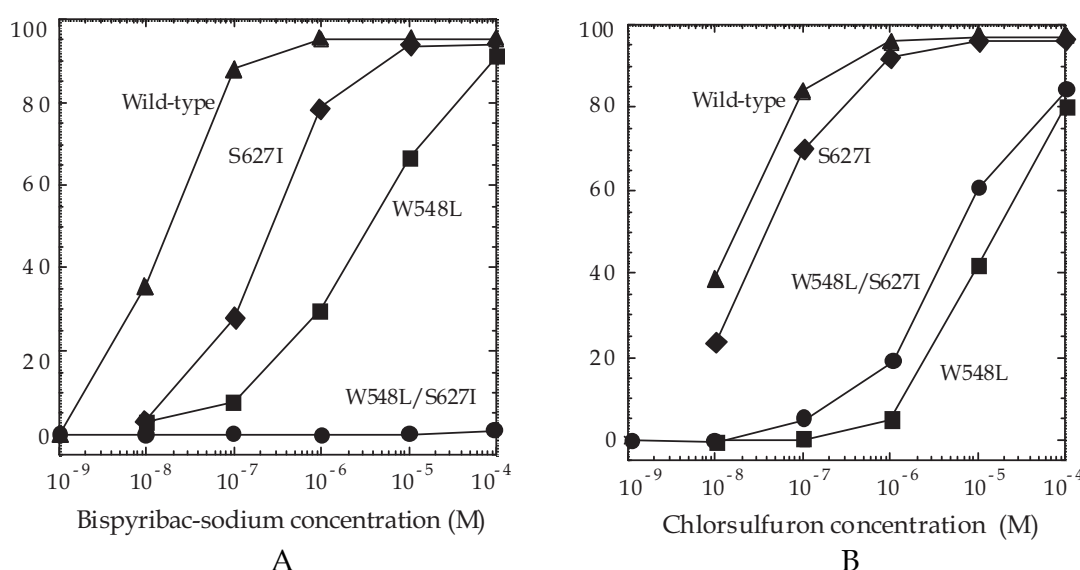 100
80
60
40
20
0
Wild-type
S627I
W548L
W548L/S627I
10⁻⁹ 10⁻⁸ 10⁻⁷ 10⁻⁶ 10⁻⁵ 10⁻⁴
Bispyribac-sodium concentration (M)
A
100
80
60
40
20
0
Wild-type
S627I
W548L/S627I
W548L
10⁻⁹ 10⁻⁸ 10⁻⁷ 10⁻⁶ 10⁻⁵ 10⁻⁴
Chlorsulfuron concentration (M)
B